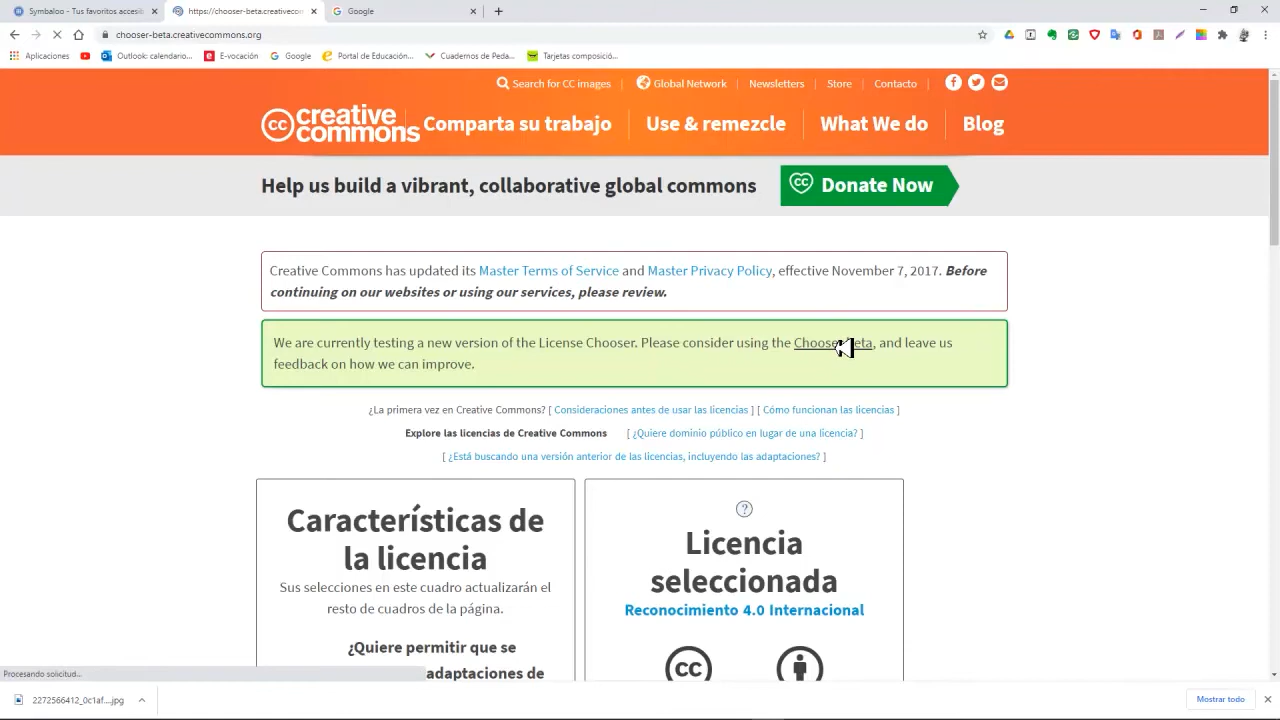 Symbaloo - Tus favoritos accesib
https://chooser-beta.creativecom
Google
chooser-beta.creativecommons.org
Aplicaciones
Outlook: calendario...
E-vocación
Google
Portal de Educación...
Cuadernos de Peda...
Tarjetas composició...
Search for CC images | Global Network | Newsletters | Store | Contacto |
cc creative commons
Comparta su trabajo
Use & remezcle
What We do
Blog
Help us build a vibrant, collaborative global commons
cc Donate Now
Creative Commons has updated its Master Terms of Service and Master Privacy Policy, effective November 7, 2017. Before
continuing on our websites or using our services, please review.
We are currently testing a new version of the License Chooser. Please consider using the Chooser Beta, and leave us
feedback on how we can improve.
¿La primera vez en Creative Commons? [ Consideraciones antes de usar las licencias ] [ Cómo funcionan las licencias ]
Explore las licencias de Creative Commons [ ¿Quiere dominio público en lugar de una licencia? ]
[ ¿Está buscando una versión anterior de las licencias, incluyendo las adaptaciones? ]
Características de
la licencia
Sus selecciones en este cuadro actualizarán el
resto de cuadros de la página.
¿Quiere permitir que se
adaptaciones de
?
Licencia
seleccionada
Reconocimiento 4.0 Internacional
cc
Procesando solicitud...
2272566412_0c1af....jpg
Mostrar todo